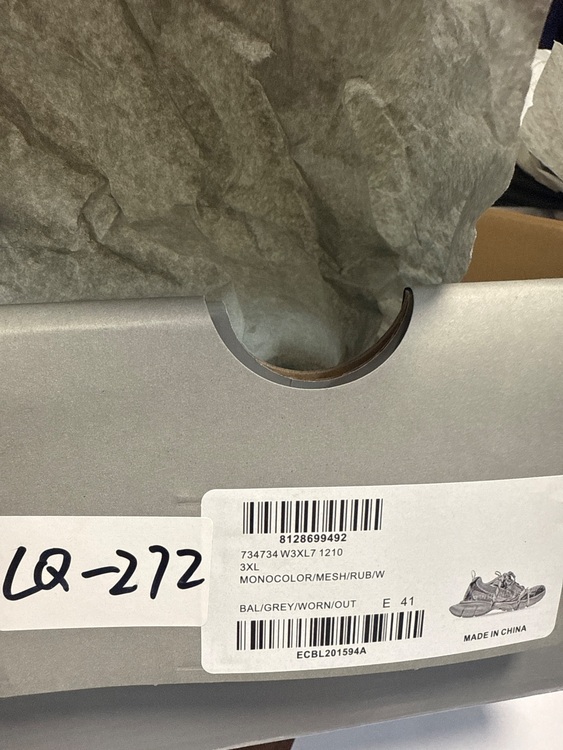 8128699492
734734 W3XL7 1210
3XL
MONOCOLOR/MESH/RUB/W
BAL/GREY/WORN/OUT E 41
ECBL201594A
MADE IN CHINA
LQ-272